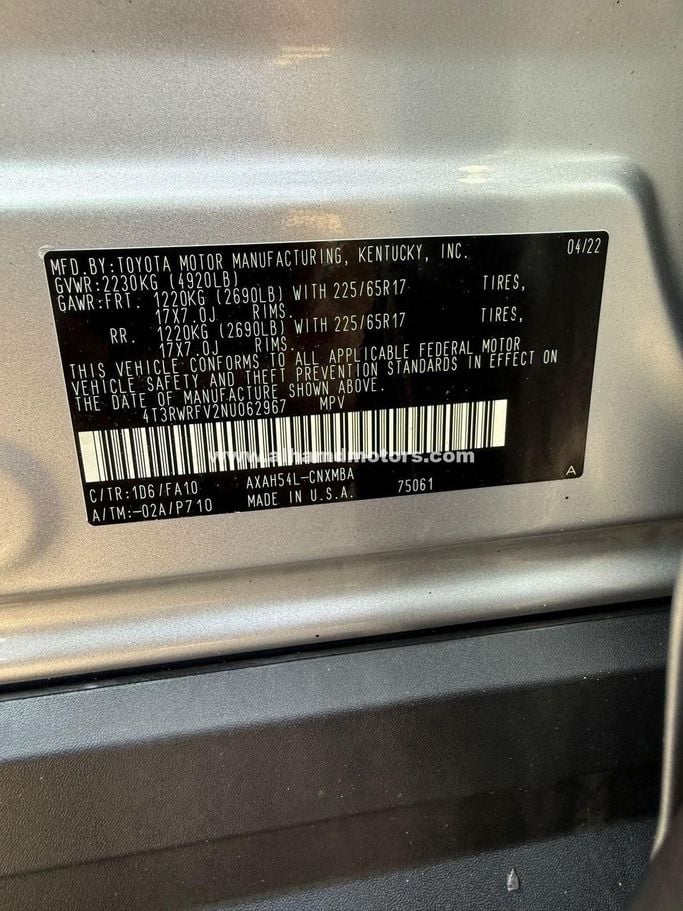 MFD.BY:TOYOTA MOTOR MANUFACTURING, KENTUCKY, INC. 04/22
GVWR:2230KG (4920LB)
GAWR:FRT. 1220KG (2690LB) WITH 225/65R17 TIRES,
17X7.0J RIMS.
RR. 1220KG (2690LB) WITH 225/65R17 TIRES,
17X7.0J RIMS.
THIS VEHICLE CONFORMS TO ALL APPLICABLE FEDERAL MOTOR
VEHICLE SAFETY AND THEFT PREVENTION STANDARDS IN EFFECT ON
THE DATE OF MANUFACTURE SHOWN ABOVE.
4T3RWRFV2NU062967 MPV
www.alhamdmotors.com
C/TR:1D6/FA10 AXAH54L-CNXMBA A
A/TM:-02A/P710 MADE IN U.S.A. 75061